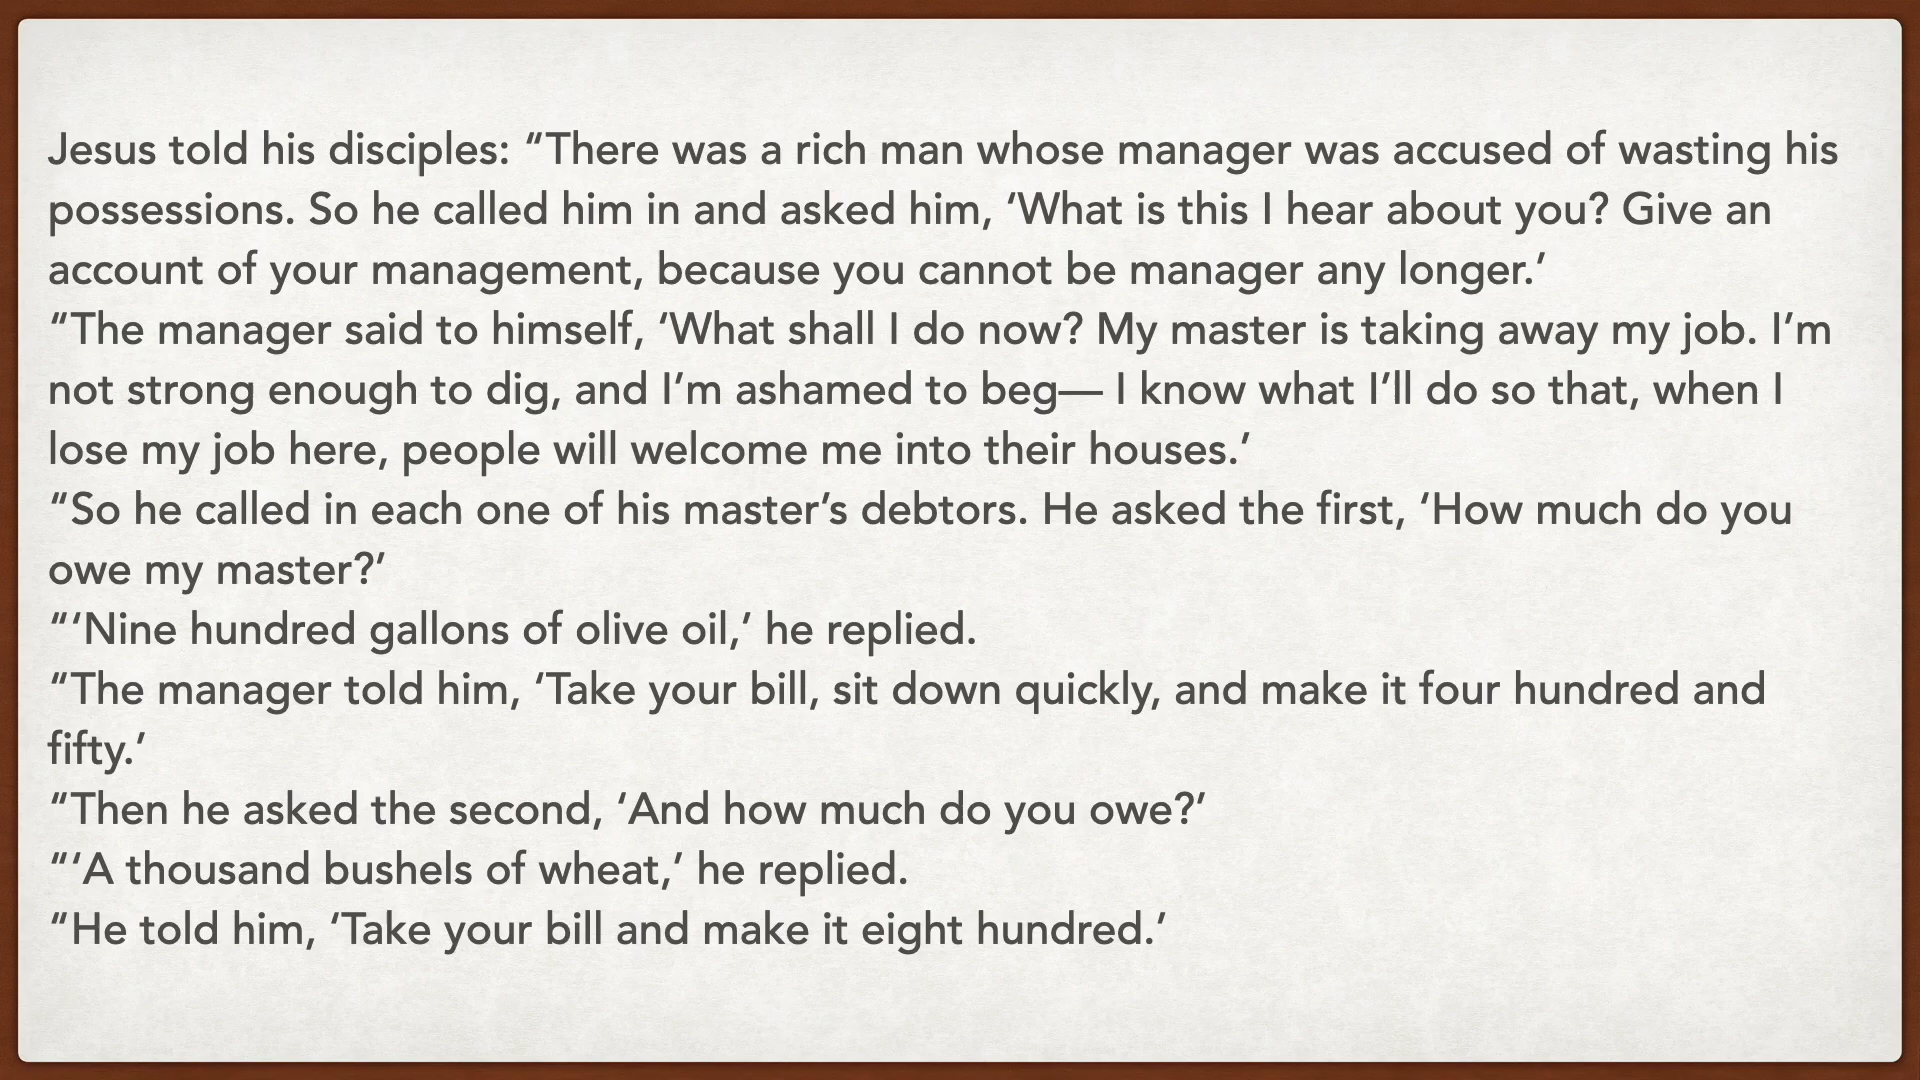 Jesus told his disciples: “There was a rich man whose manager was accused of wasting his
possessions. So he called him in and asked him, ‘What is this I hear about you? Give an
account of your management, because you cannot be manager any longer.’
“The manager said to himself, ‘What shall I do now? My master is taking away my job. I’m
not strong enough to dig, and I’m ashamed to beg— I know what I’ll do so that, when I
lose my job here, people will welcome me into their houses.’
“So he called in each one of his master’s debtors. He asked the first, ‘How much do you
owe my master?’
“‘Nine hundred gallons of olive oil,’ he replied.
“The manager told him, ‘Take your bill, sit down quickly, and make it four hundred and
fifty.’
“Then he asked the second, ‘And how much do you owe?’
“‘A thousand bushels of wheat,’ he replied.
“He told him, ‘Take your bill and make it eight hundred.’